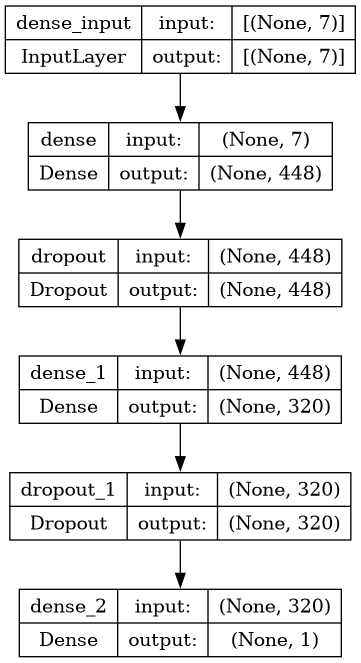 dense_input input: [(None, 7)]
InputLayer output: [(None, 7)]
dense input: (None, 7)
Dense output: (None, 448)
dropout input: (None, 448)
Dropout output: (None, 448)
dense_1 input: (None, 448)
Dense output: (None, 320)
dropout_1 input: (None, 320)
Dropout output: (None, 320)
dense_2 input: (None, 320)
Dense output: (None, 1)